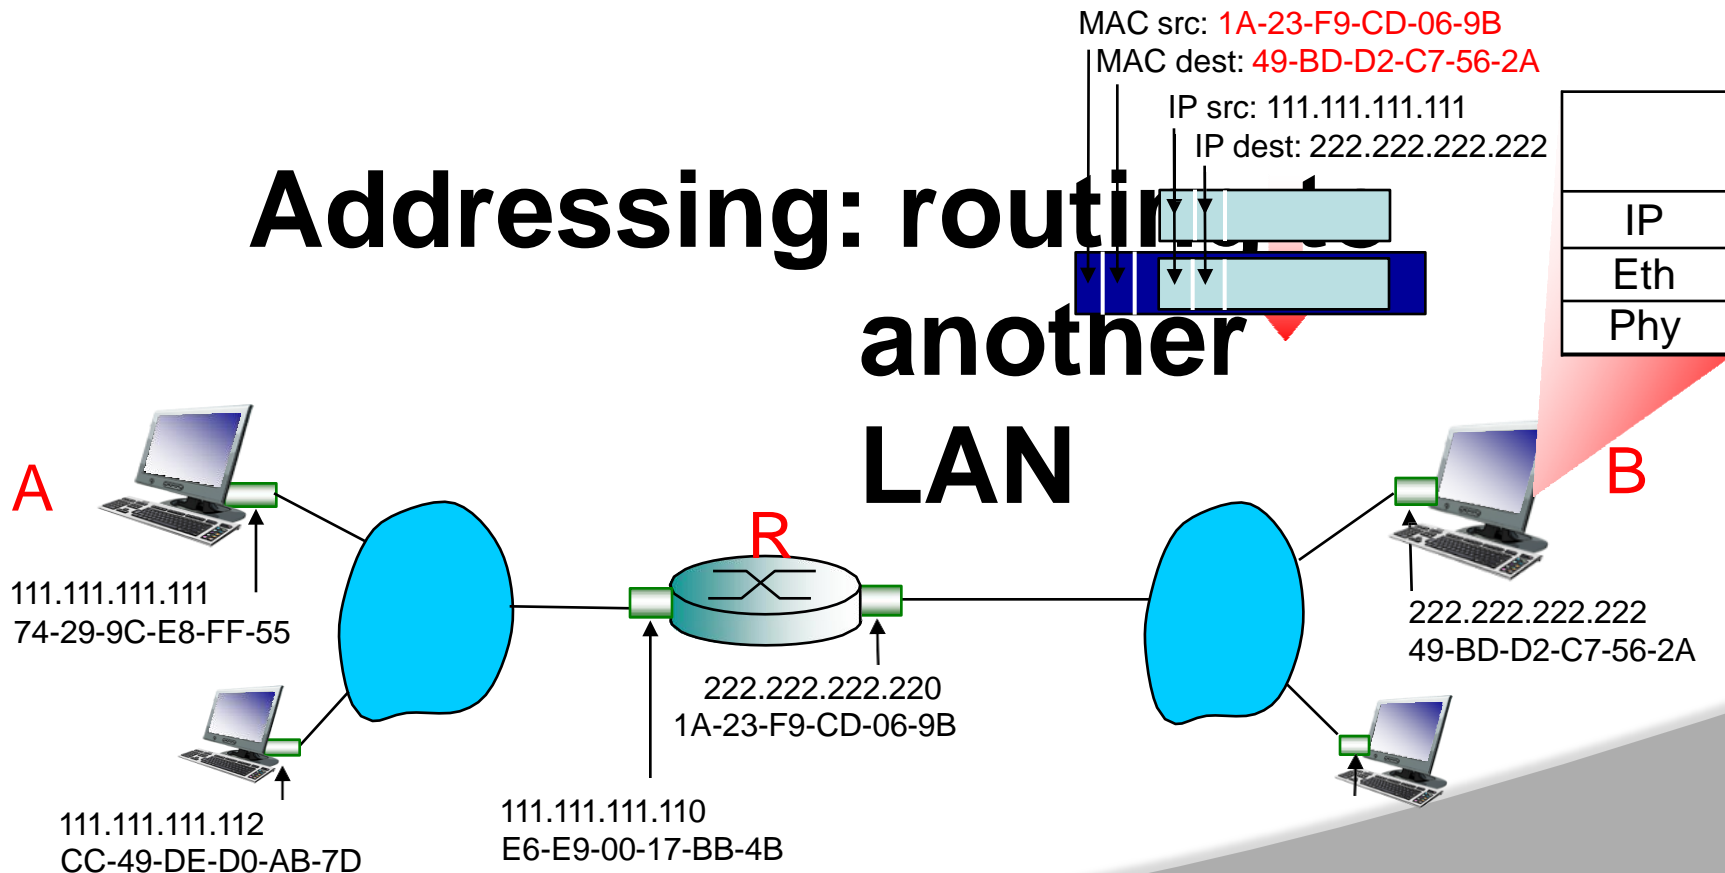 MAC src: 1A-23-F9-CD-06-9B
MAC dest: 49-BD-D2-C7-56-2A
IP src: 111.111.111.111
IP dest: 222.222.222.222
Addressing: routing to
another
LAN
IP
Eth
Phy
A
B
R
111.111.111.111
74-29-9C-E8-FF-55
222.222.222.222
49-BD-D2-C7-56-2A
222.222.222.220
1A-23-F9-CD-06-9B
111.111.111.110
E6-E9-00-17-BB-4B
111.111.111.112
CC-49-DE-D0-AB-7D